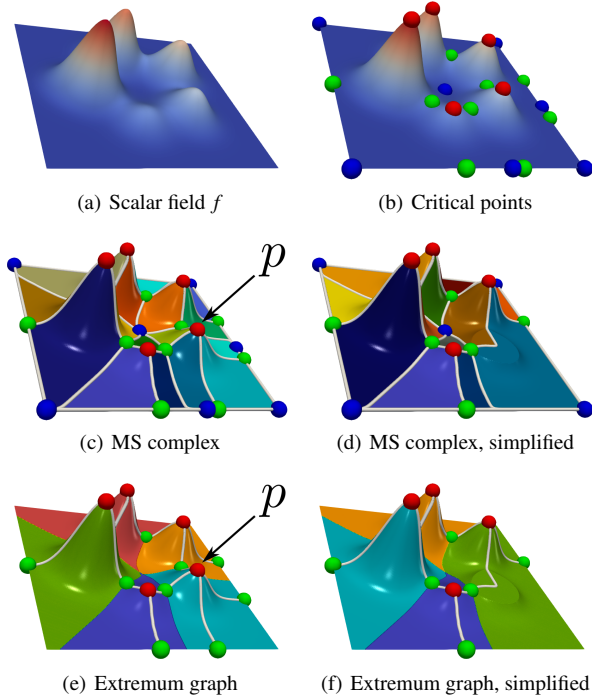 (a) Scalar field f
(b) Critical points
p
(c) MS complex
(d) MS complex, simplified
p
(e) Extremum graph
(f) Extremum graph, simplified